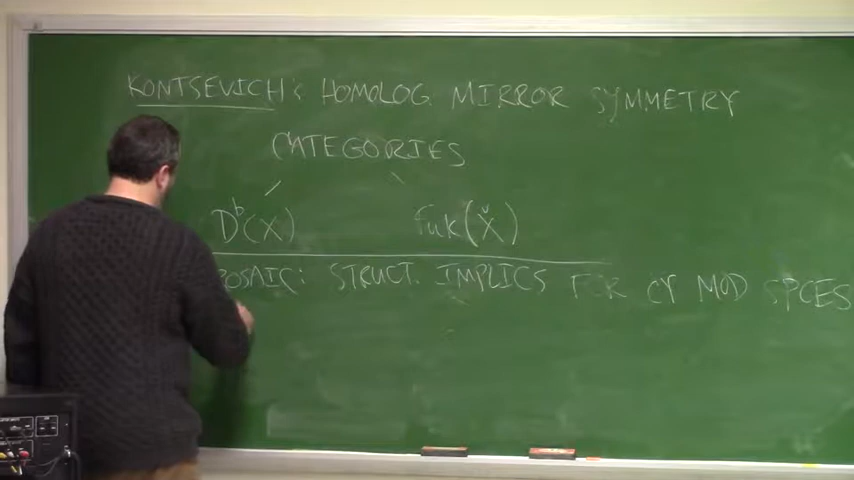 KONTSEVICH's HOMOLOG. MIRROR SYMMETRY
CATEGORIES
D^b(X) Fuk(X̌)
STRUCT. IMPLICS FOR CY MOD SPCES